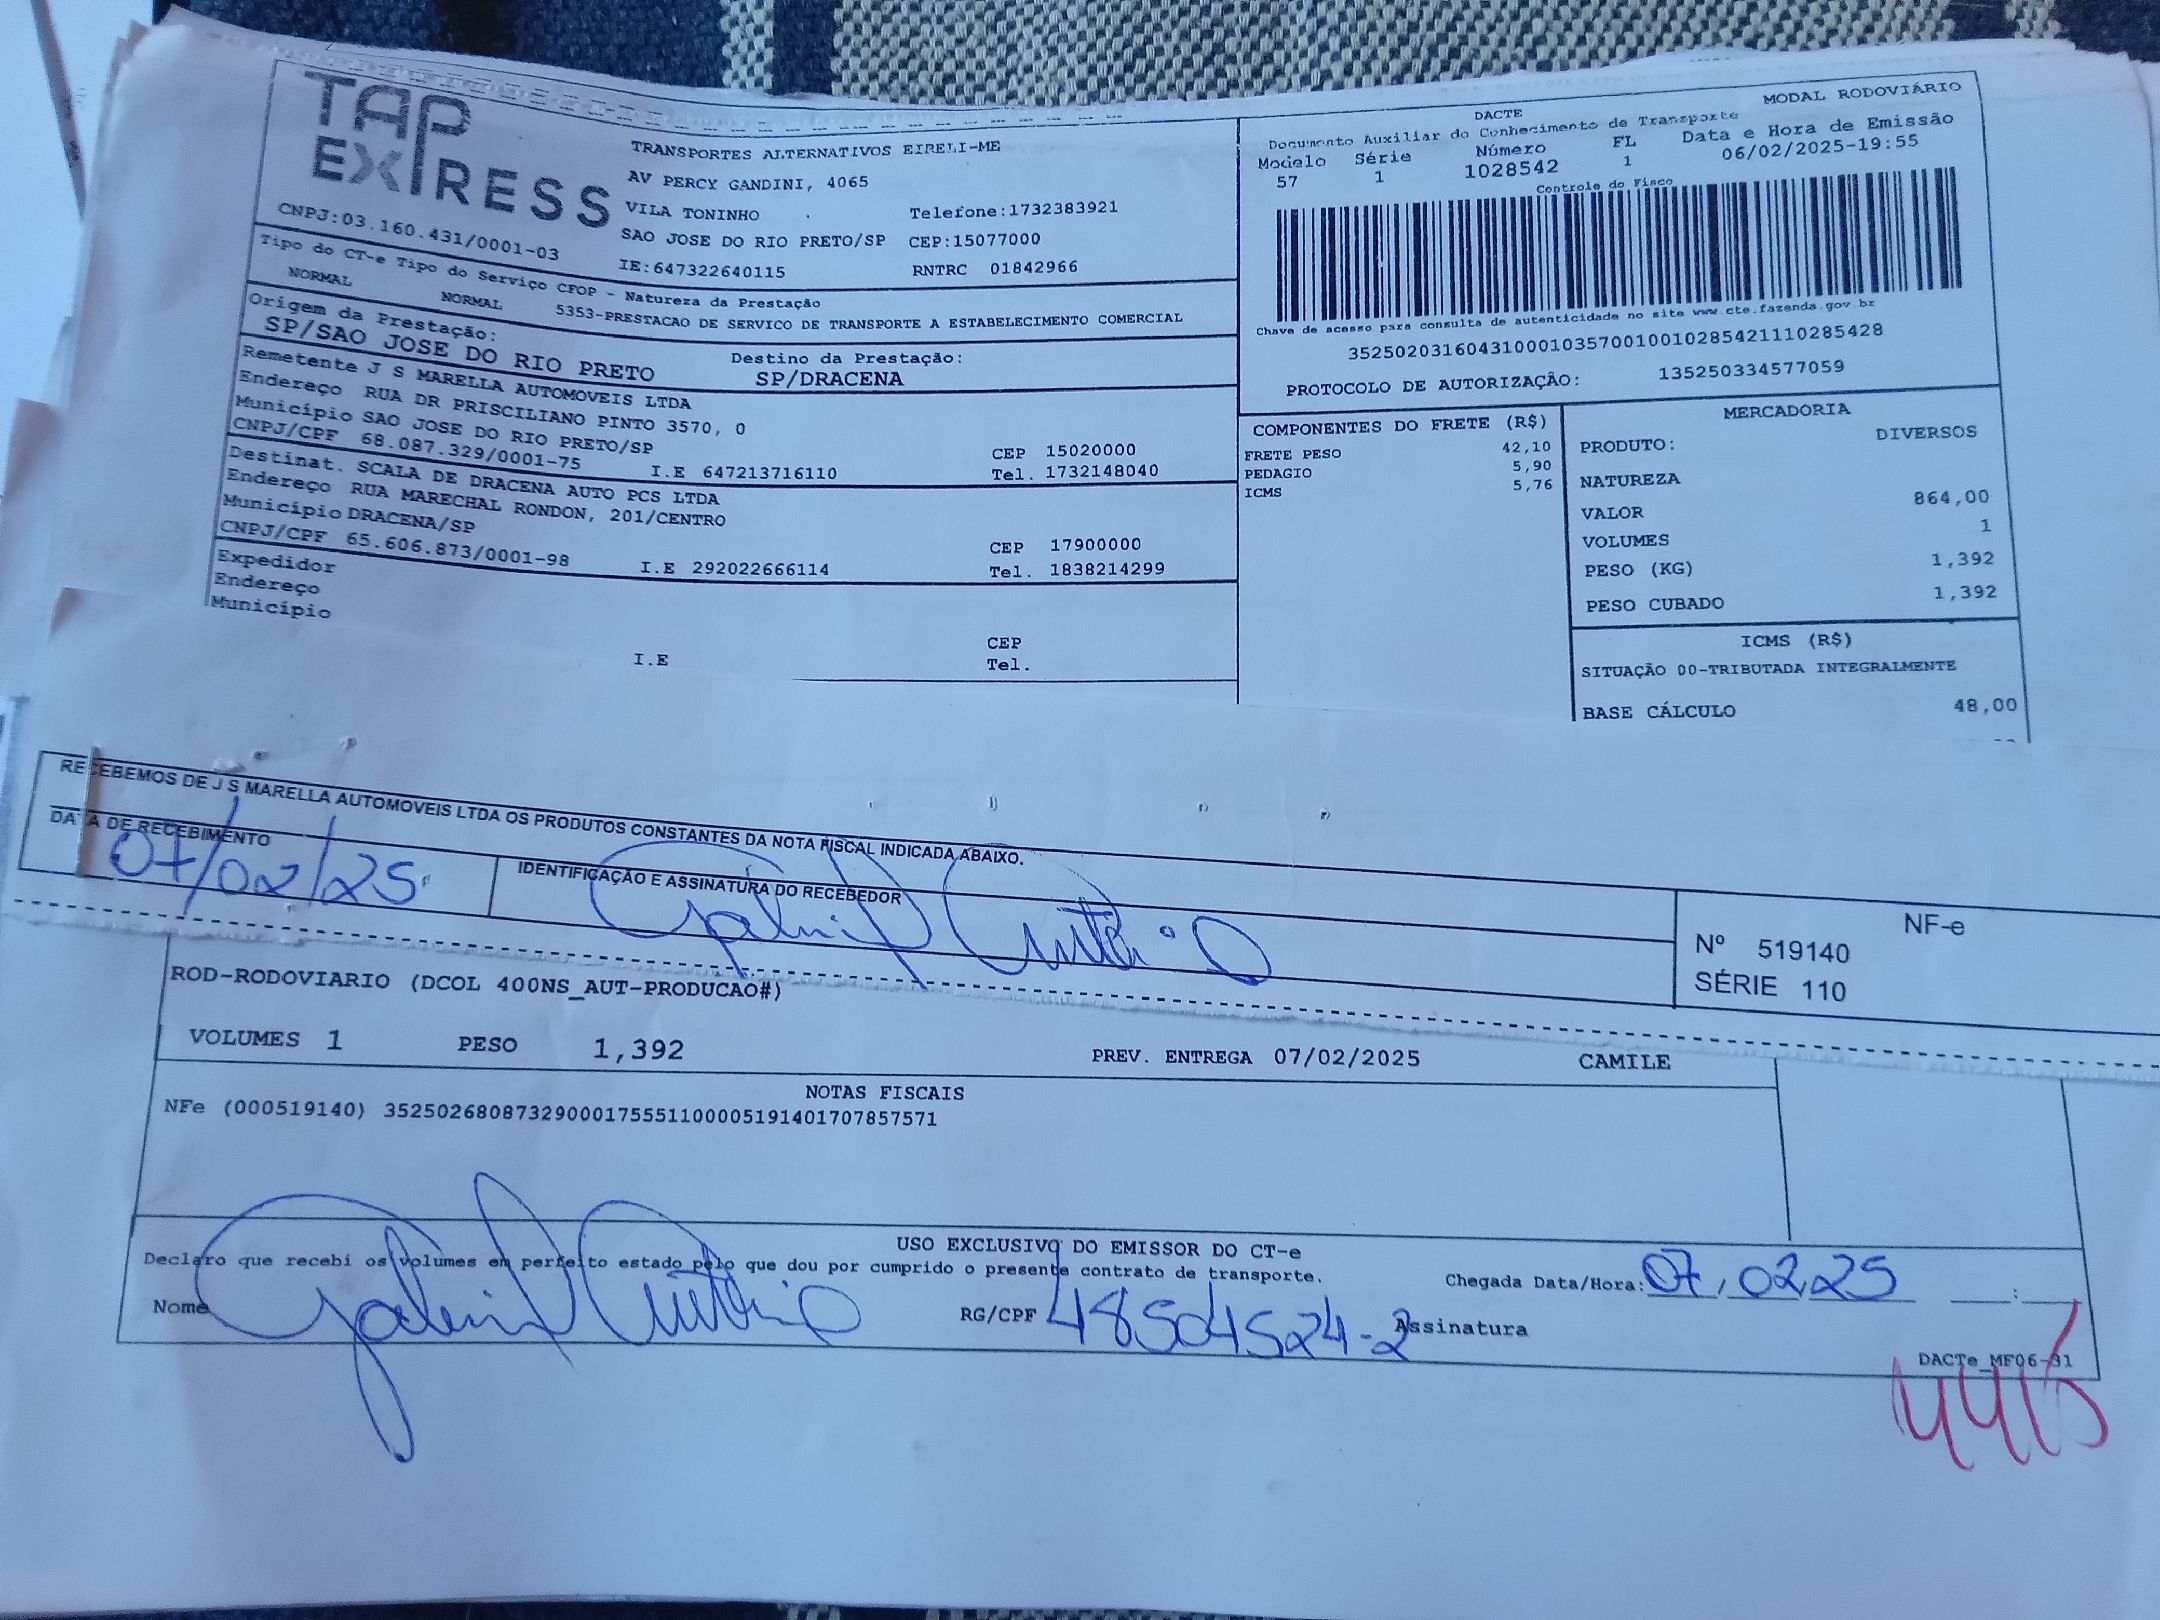 TAP EXPRESS
CNPJ:03.160.431/0001-03
TRANSPORTES ALTERNATIVOS EIRELI-ME
AV PERCY GANDINI, 4065
VILA TONINHO
Telefone:1732383921
SAO JOSE DO RIO PRETO/SP CEP:15077000
IE:647322640115
RNTRC 01842966
DACTE
MODAL RODOVIÁRIO
Documento Auxiliar do Conhecimento de Transporte
Modelo Série Número FL Data e Hora de Emissão
57 1 1028542 1 06/02/2025-19:55
Controle do Fisco
Chave de acesso para consulta de autenticidade no site www.cte.fazenda.gov.br
35250203160431000103570010010285421110285428
PROTOCOLO DE AUTORIZAÇÃO: 135250334577059
Tipo do CT-e Tipo do Serviço CFOP - Natureza da Prestação
NORMAL NORMAL 5353-PRESTACAO DE SERVICO DE TRANSPORTE A ESTABELECIMENTO COMERCIAL
Origem da Prestação: Destino da Prestação:
SP/SAO JOSE DO RIO PRETO SP/DRACENA
Remetente J S MARELLA AUTOMOVEIS LTDA
Endereço RUA DR PRISCILIANO PINTO 3570, 0
Município SAO JOSE DO RIO PRETO/SP CEP 15020000
CNPJ/CPF 68.087.329/0001-75 I.E 647213716110 Tel. 1732148040
Destinat. SCALA DE DRACENA AUTO PCS LTDA
Endereço RUA MARECHAL RONDON, 201/CENTRO
Município DRACENA/SP CEP 17900000
CNPJ/CPF 65.606.873/0001-98 I.E 292022666114 Tel. 1838214299
Expedidor
Endereço
Município CEP
I.E Tel.
COMPONENTES DO FRETE (R$)
FRETE PESO 42,10
PEDAGIO 5,90
ICMS 5,76
MERCADORIA
PRODUTO: DIVERSOS
NATUREZA
VALOR 864,00
VOLUMES 1
PESO (KG) 1,392
PESO CUBADO 1,392
ICMS (R$)
SITUAÇÃO 00-TRIBUTADA INTEGRALMENTE
BASE CÁLCULO 48,00
RECEBEMOS DE J S MARELLA AUTOMOVEIS LTDA OS PRODUTOS CONSTANTES DA NOTA FISCAL INDICADA ABAIXO.
DATA DE RECEBIMENTO
07/02/25
IDENTIFICAÇÃO E ASSINATURA DO RECEBEDOR
NF-e
Nº 519140
SÉRIE 110
ROD-RODOVIARIO (DCOL 400NS_AUT-PRODUCAO#)
VOLUMES 1 PESO 1,392 PREV. ENTREGA 07/02/2025 CAMILE
NOTAS FISCAIS
NFe (000519140) 35250268087329000175551100005191401707857571
USO EXCLUSIVO DO EMISSOR DO CT-e
Declaro que recebi os volumes em perfeito estado pelo que dou por cumprido o presente contrato de transporte.
Chegada Data/Hora: 07/02/25 :
Nome RG/CPF 48504524-2 Assinatura
DACTe_MF06-31